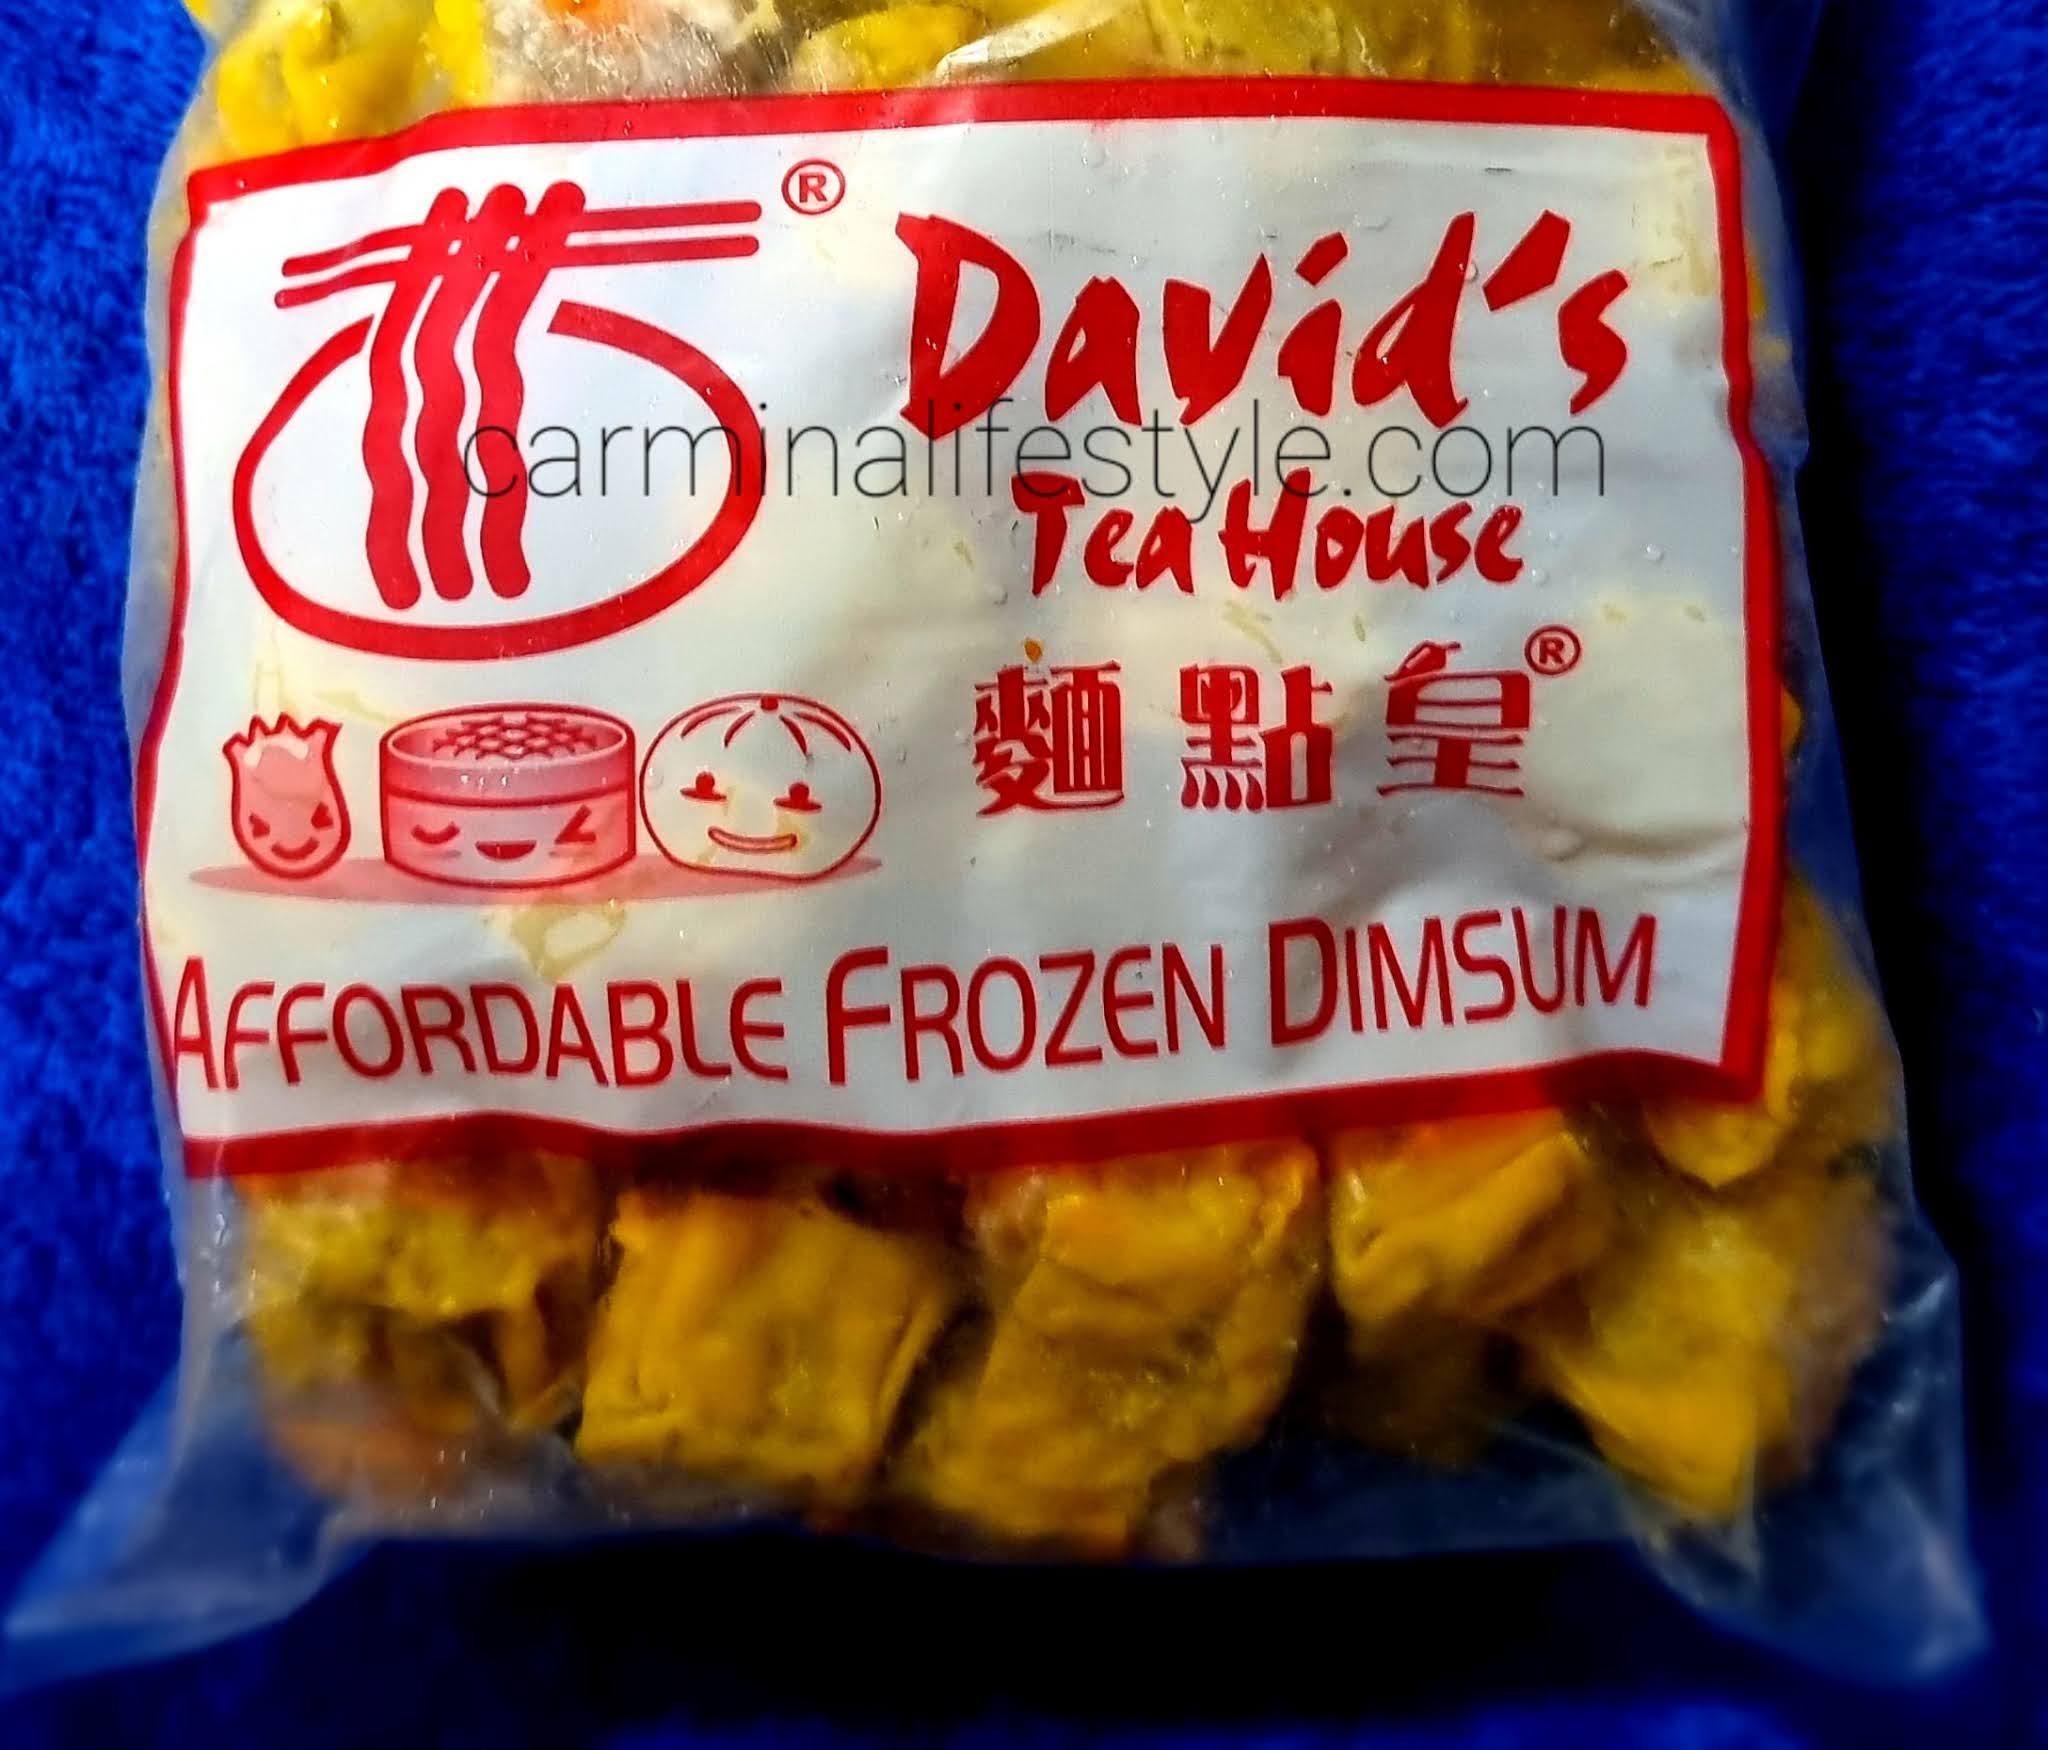 ®
David's
carminalifestyle.com
Tea House
麵點皇®
AFFORDABLE FROZEN DIMSUM